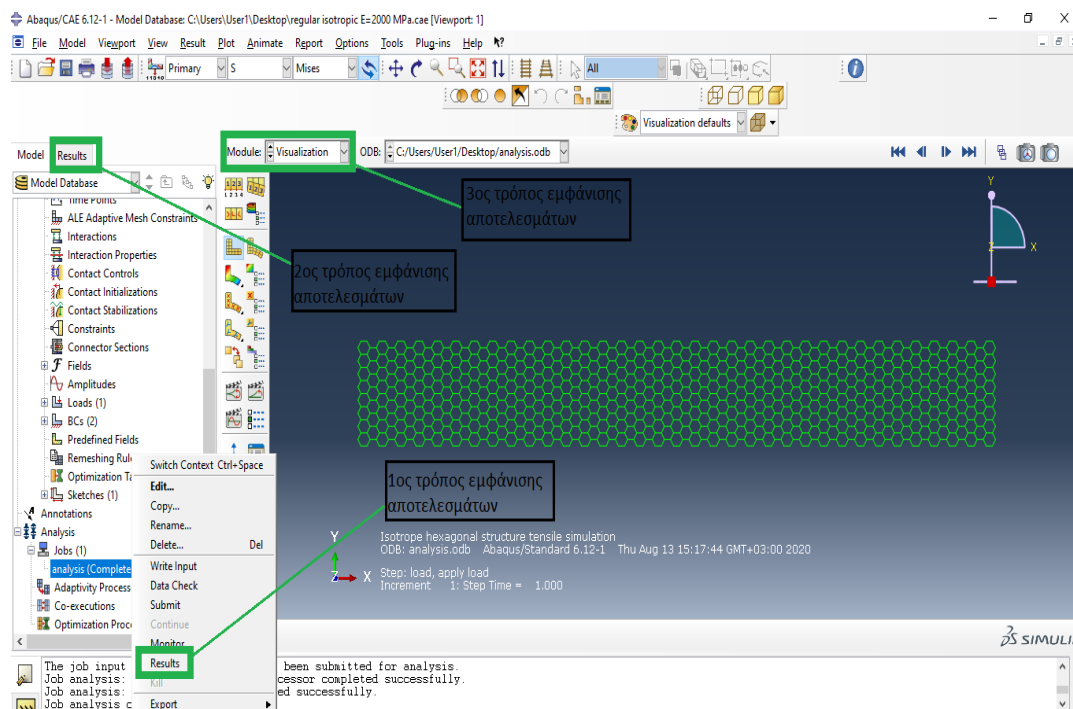 Abaqus/CAE 6.12-1 - Model Database: C:\Users\User1\Desktop\regular isotropic E=2000 MPa.cae [Viewport: 1]
File Model Viewport View Result Plot Animate Report Options Tools Plug-ins Help
Primary S Mises All
Visualization defaults
Model Results
Module: Visualization ODB: C:/Users/User1/Desktop/analysis.odb
Model Database
Time Points
ALE Adaptive Mesh Constraints
Interactions
Interaction Properties
Contact Controls
Contact Initializations
Contact Stabilizations
Constraints
Connector Sections
Fields
Amplitudes
Loads (1)
BCs (2)
Predefined Fields
Remeshing Rul
Optimization Ta
Sketches (1)
Annotations
Analysis
Jobs (1)
analysis (Complete
Adaptivity Process
Co-executions
Optimization Proc
Switch Context Ctrl+Space
Edit...
Copy...
Rename...
Delete... Del
Write Input
Data Check
Submit
Continue
Monitor
Results
Kill
Export
3ος τρόπος εμφάνισης
αποτελεσμάτων
2ος τρόπος εμφάνισης
αποτελεσμάτων
1ος τρόπος εμφάνισης
αποτελεσμάτων
Y
X
Z
Y
Z X
Isotrope hexagonal structure tensile simulation
ODB: analysis.odb Abaqus/Standard 6.12-1 Thu Aug 13 15:17:44 GMT+03:00 2020
Step: load, apply load
Increment 1: Step Time = 1.000
SIMULI
The job input been submitted for analysis.
Job analysis: cessor completed successfully.
Job analysis: ed successfully.
Job analysis c